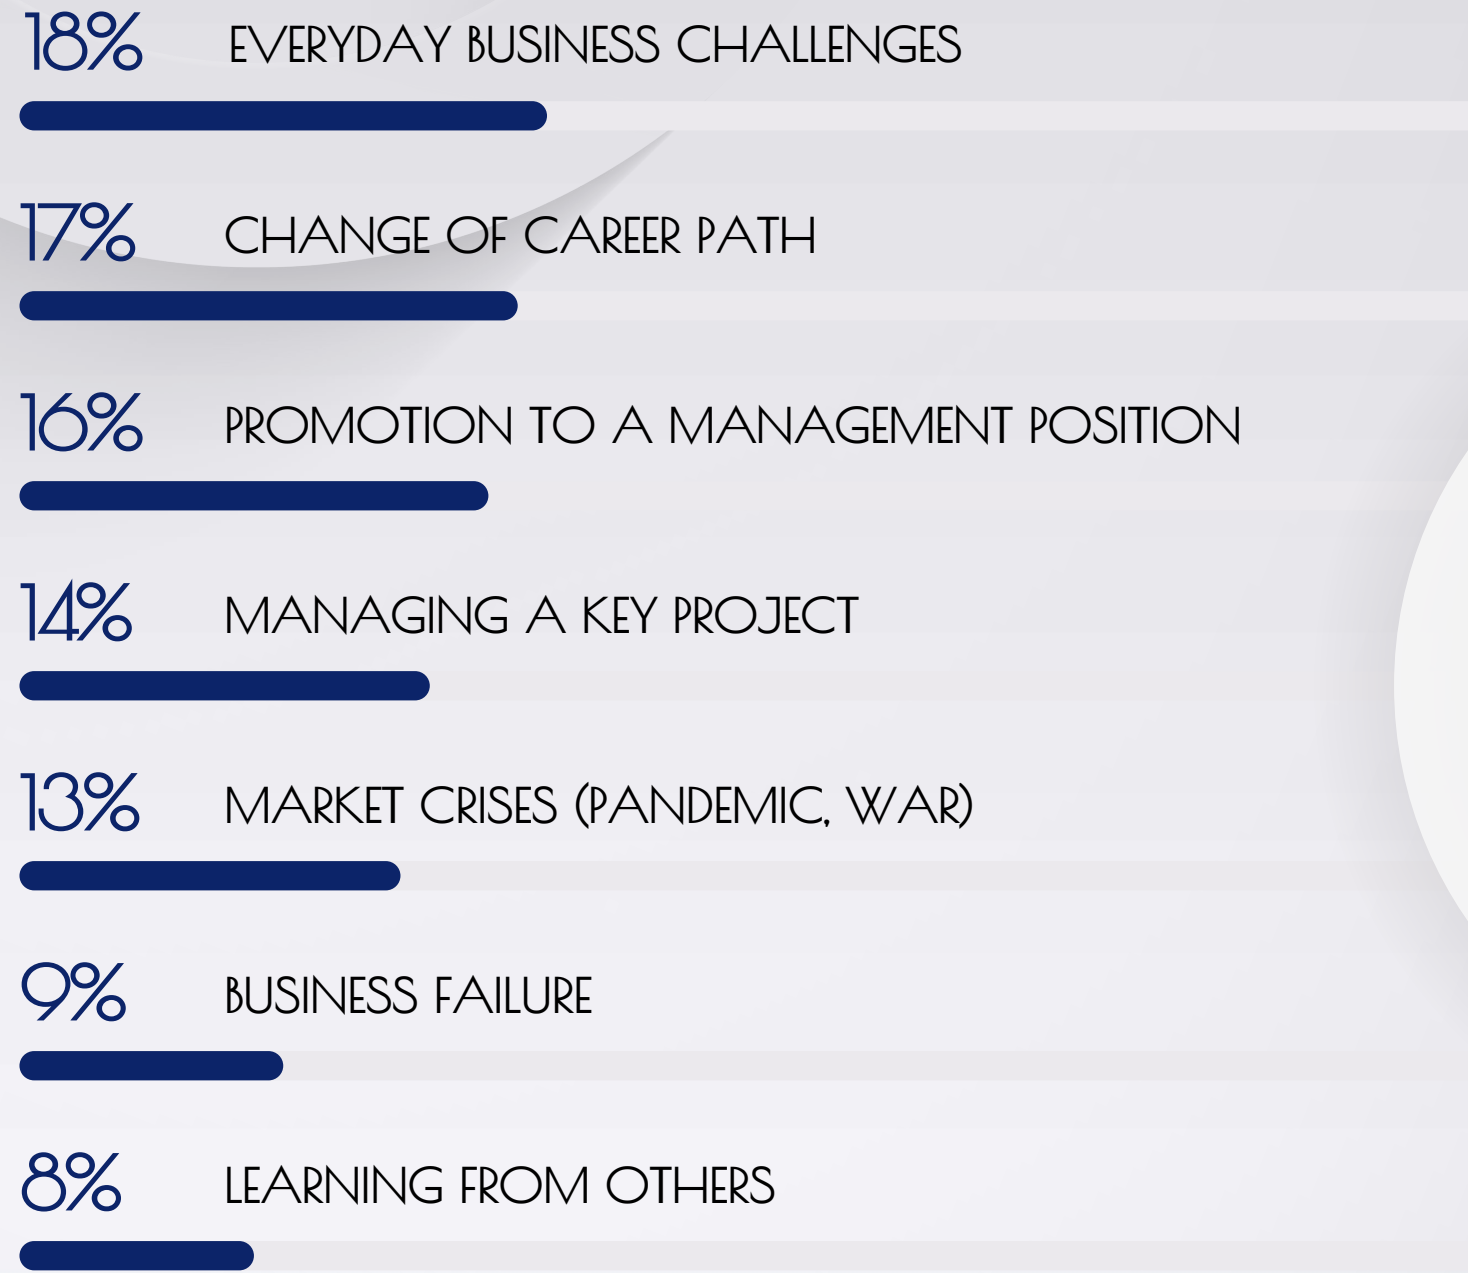 18% EVERYDAY BUSINESS CHALLENGES
17% CHANGE OF CAREER PATH
16% PROMOTION TO A MANAGEMENT POSITION
14% MANAGING A KEY PROJECT
13% MARKET CRISES (PANDEMIC, WAR)
9% BUSINESS FAILURE
8% LEARNING FROM OTHERS